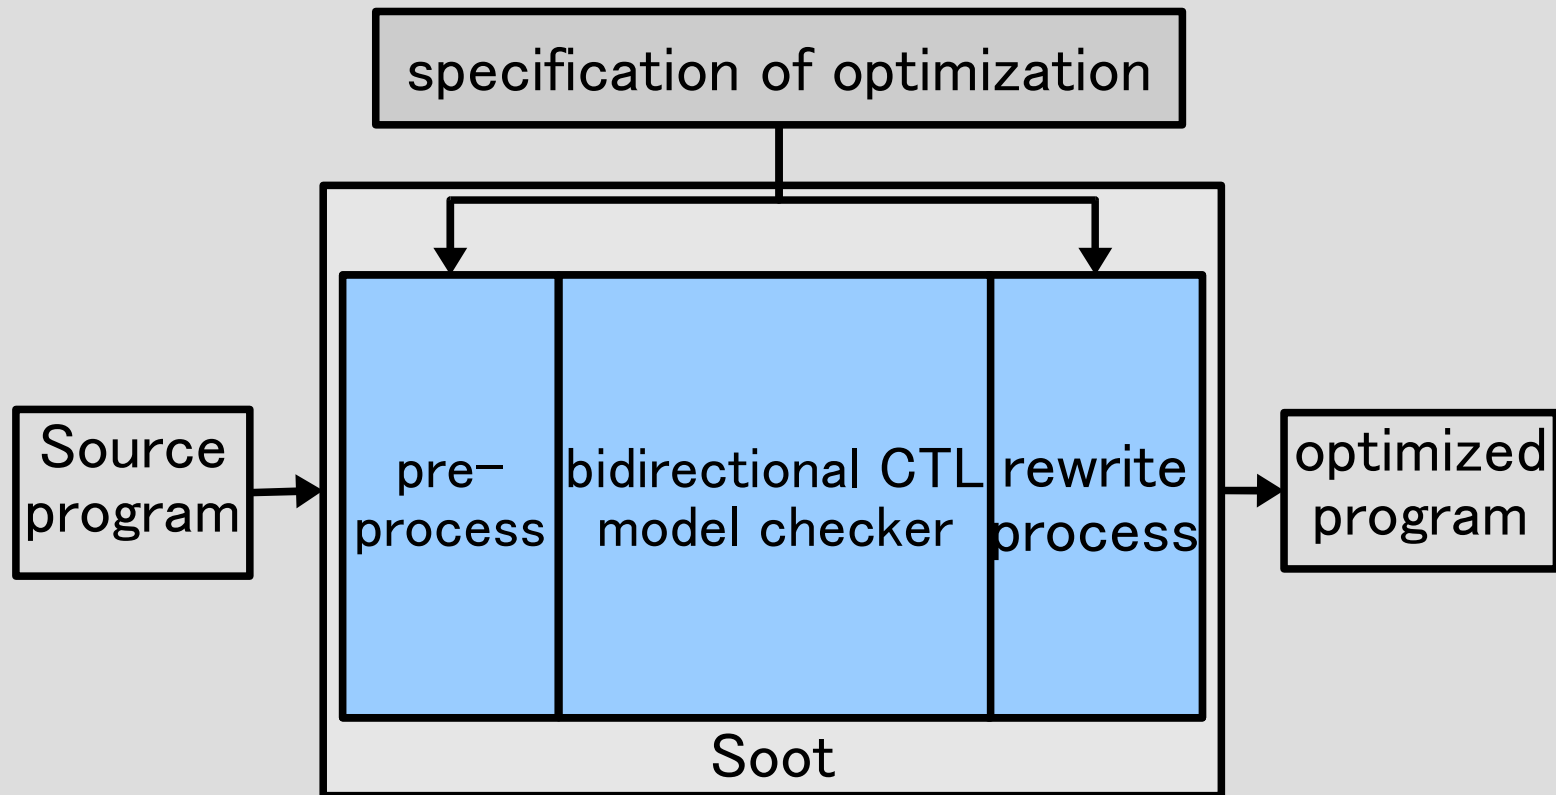 specification of optimization
Source
program
pre-
process
bidirectional CTL
model checker
rewrite
process
optimized
program
Soot